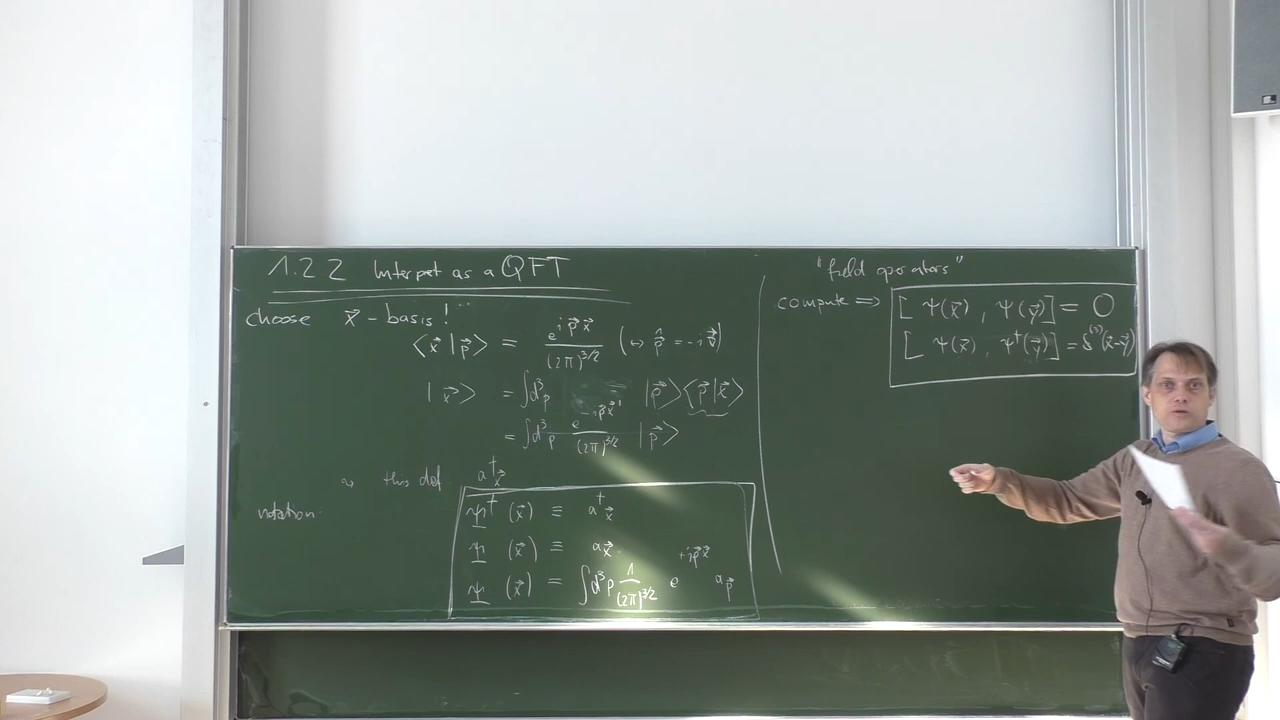 1.2.2 Interpret as a QFT
choose x⃗ - basis!
⟨x⃗|p⃗⟩ = e^{i p⃗ x⃗} / (2π)^{3/2} (↔ p̂⃗ = -i∇⃗)
|x⃗⟩ = ∫d³p |p⃗⟩⟨p⃗|x⃗⟩
= ∫d³p e^{-ip⃗x⃗} / (2π)^{3/2} |p⃗⟩
↝ this def. a†_x⃗
notation:
ψ†(x⃗) ≡ a†_x⃗
ψ(x⃗) ≡ a_x⃗
ψ(x⃗) = ∫d³p 1/(2π)^{3/2} e^{+ip⃗x⃗} a_p⃗
"field operators"
compute ⟹ [ψ(x⃗), ψ(y⃗)] = 0
[ψ(x⃗), ψ†(y⃗)] = δ^{(3)}(x⃗-y⃗)